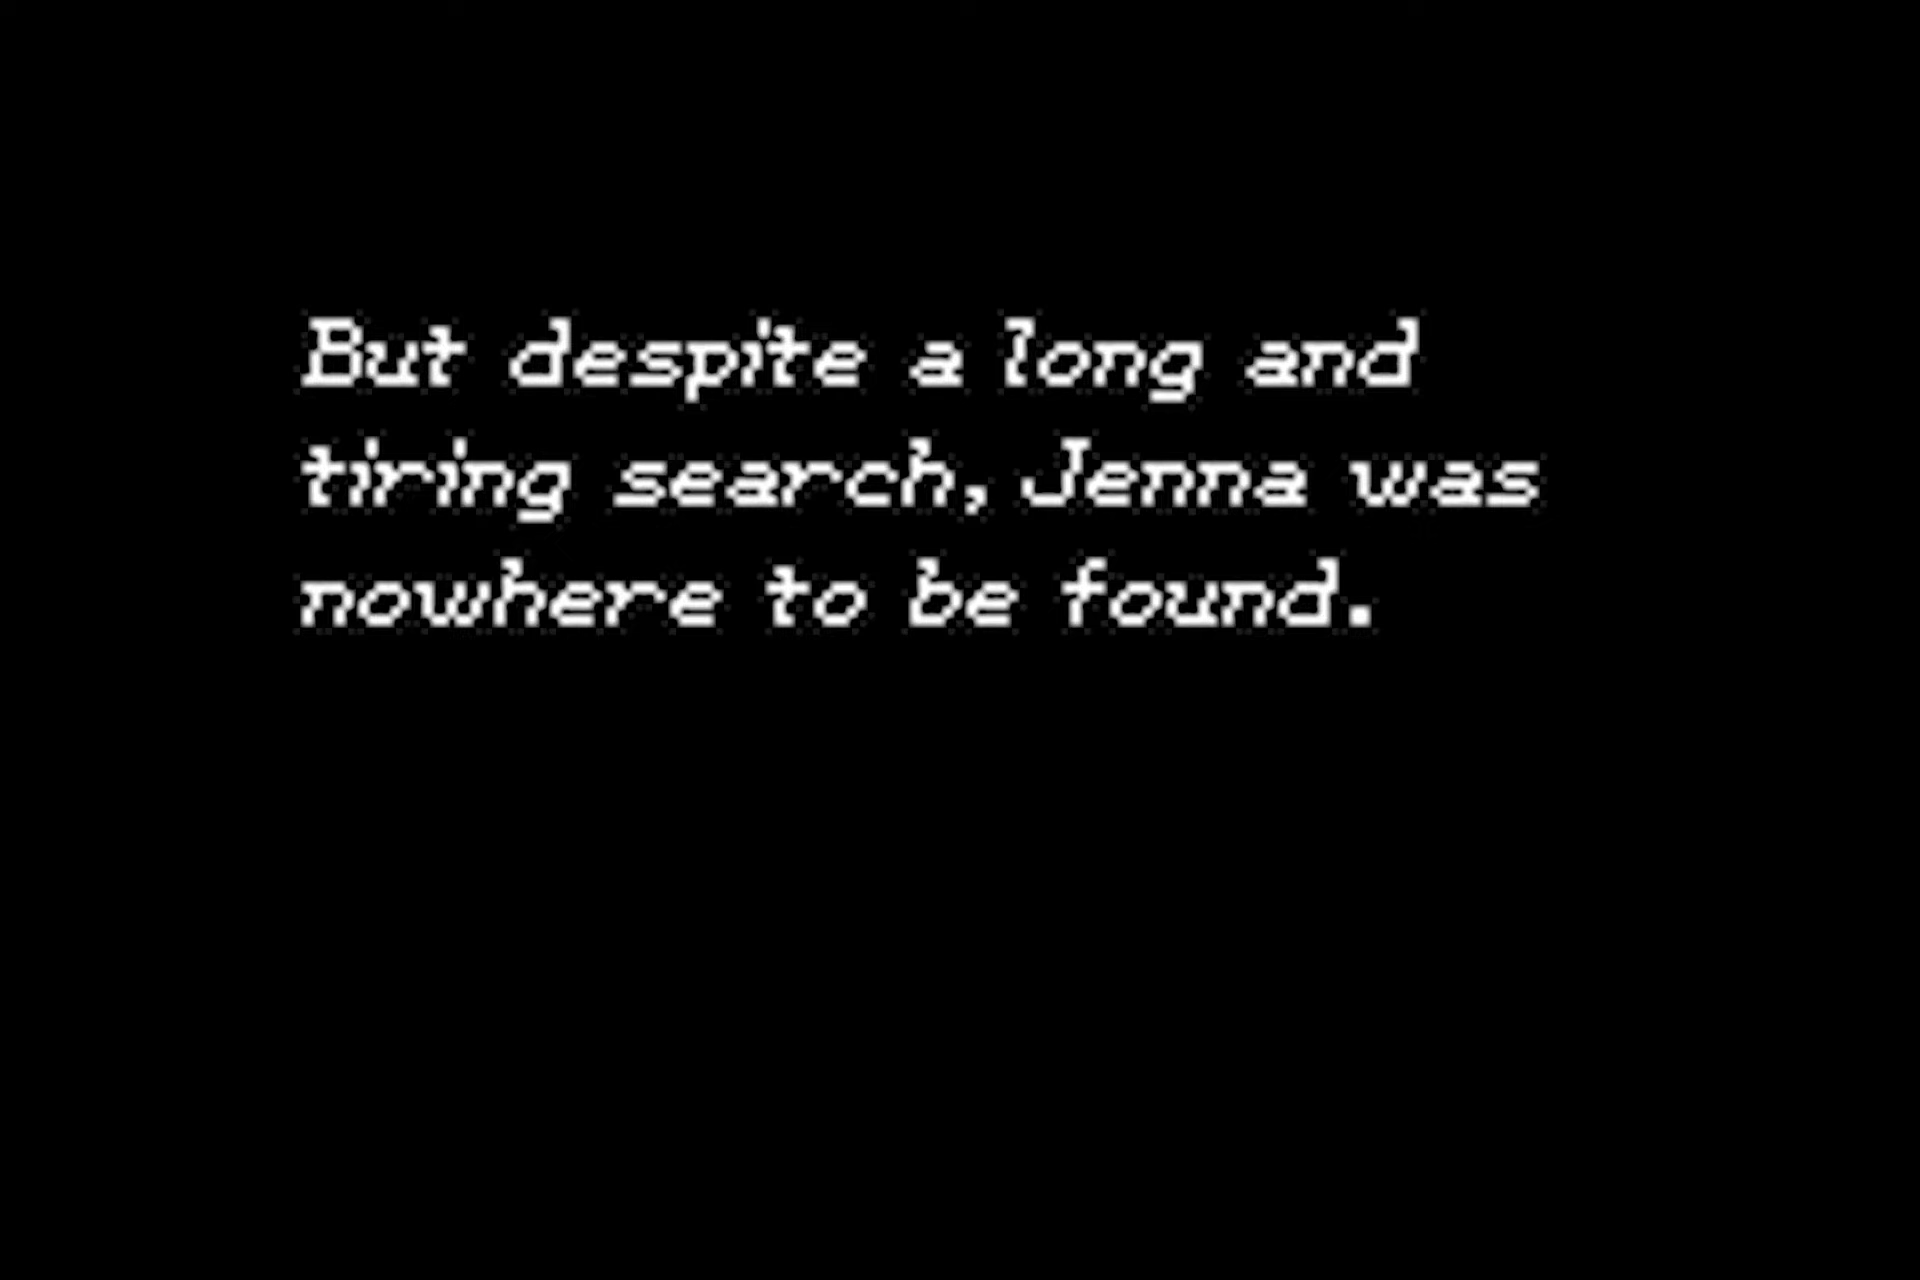 But despite a long and
tiring search, Jenna was
nowhere to be found.